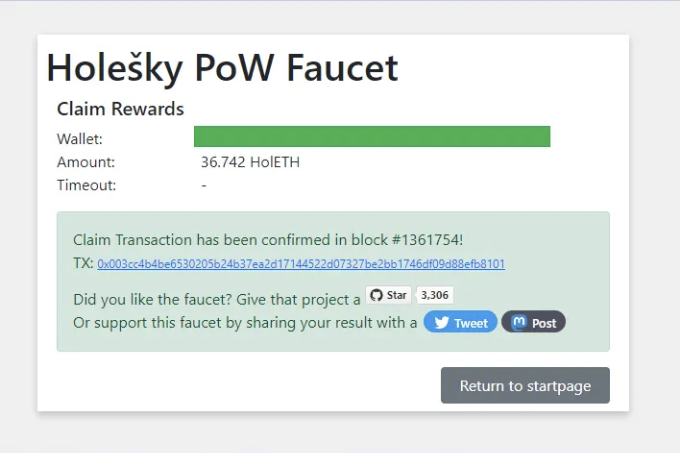 Holešky PoW Faucet
Claim Rewards
Wallet:
Amount: 36.742 HolETH
Timeout: -
Claim Transaction has been confirmed in block #1361754!
TX: 0x003cc4b4be6530205b24b37ea2d17144522d07327be2bb1746df09d88efb8101
Did you like the faucet? Give that project a Star 3,306
Or support this faucet by sharing your result with a Tweet Post
Return to startpage